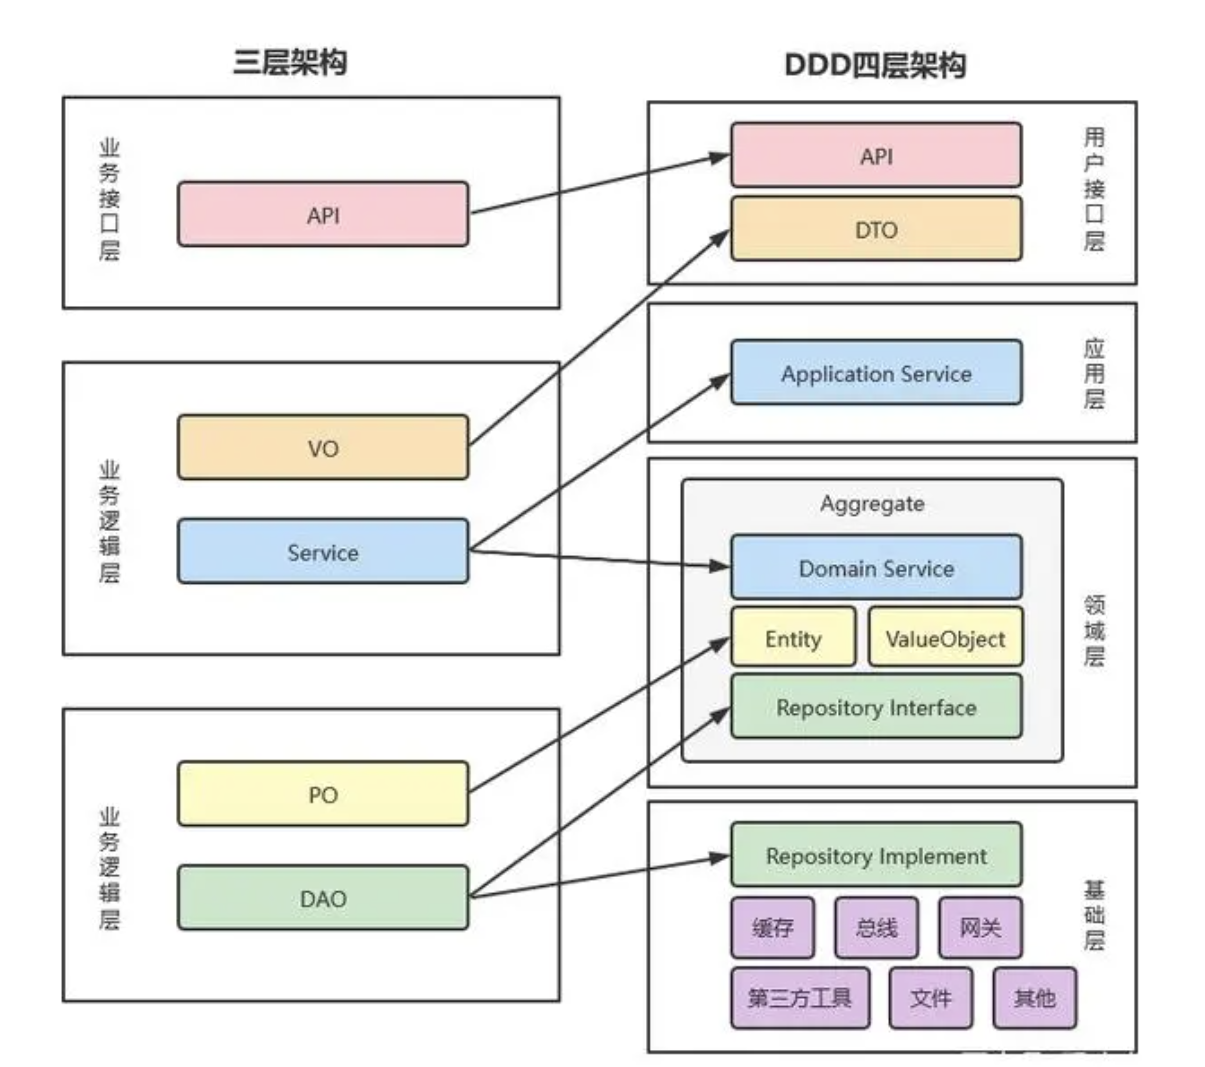 三层架构
业务接口层
API
业务逻辑层
VO
Service
业务逻辑层
PO
DAO
DDD四层架构
API
DTO
用户接口层
Application Service
应用层
Aggregate
Domain Service
Entity
ValueObject
Repository Interface
领域层
Repository Implement
缓存
总线
网关
第三方工具
文件
其他
基础层